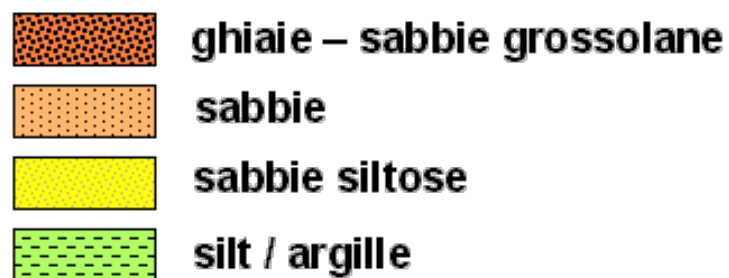 ghiaie – sabbie grossolane
sabbie
sabbie siltose
silt / argille